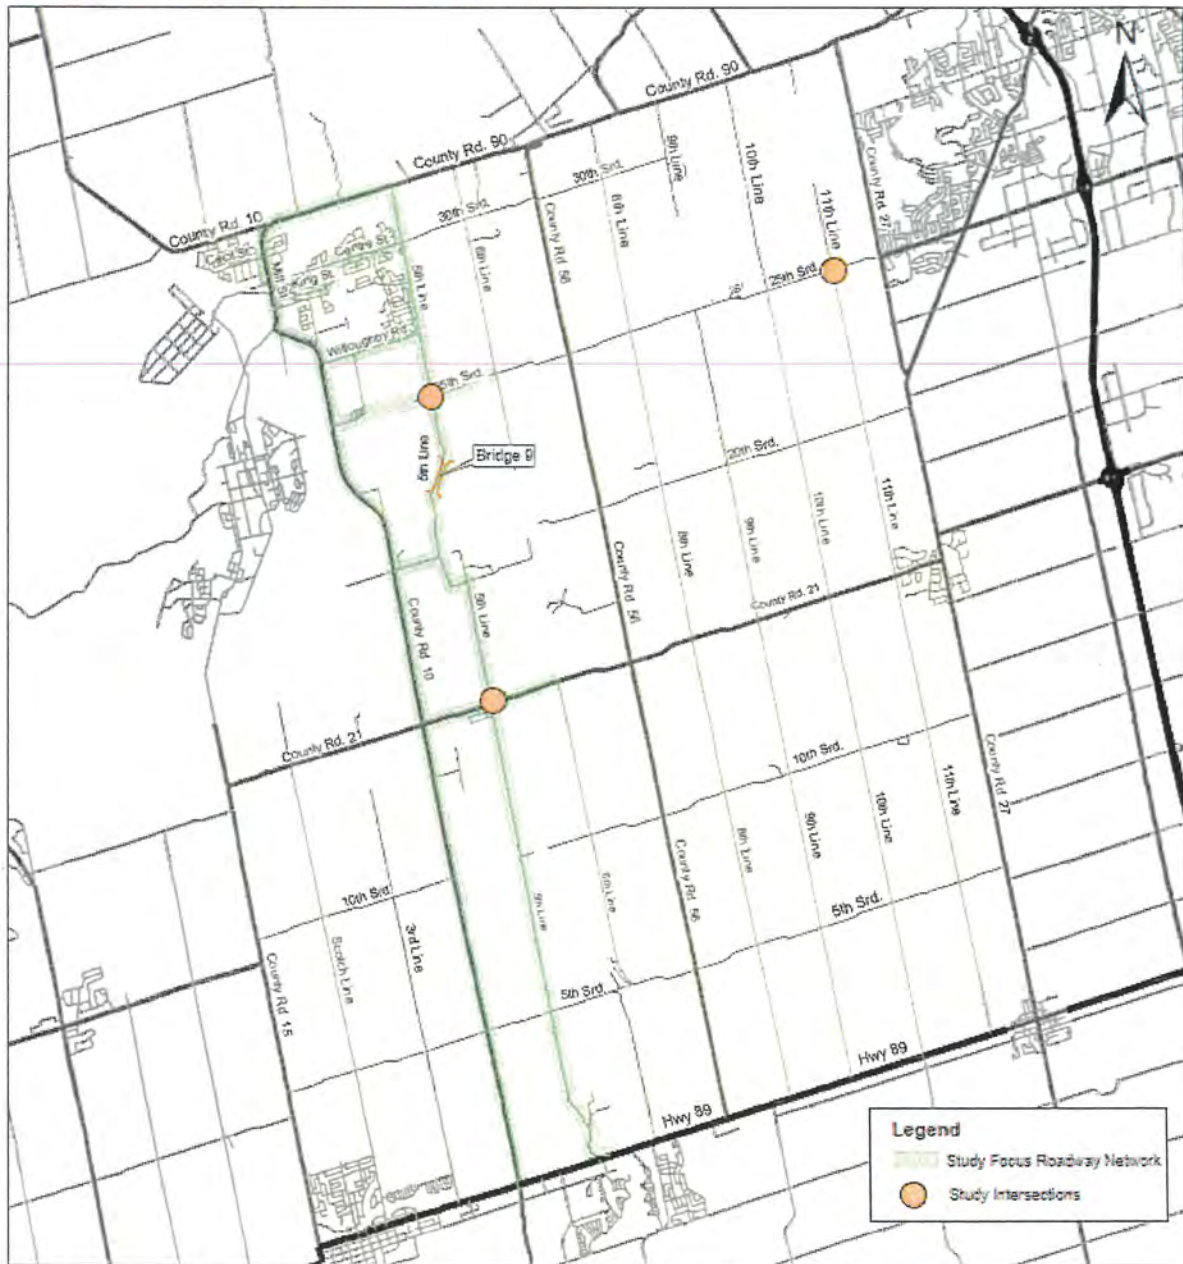 N
County Rd. 90
County Rd. 90
9th Line
10th Line
County Rd. 27
30th Srd.
30th Srd.
County Rd. 56
8th Line
11th Line
County Rd. 10
Centre St.
King St.
Mill St.
5th Line
6th Line
25th Srd.
Willoughby Rd.
5th Srd.
5th Line
Bridge 9
20th Srd.
11th Line
10th Line
9th Line
8th Line
County Rd. 56
County Rd. 21
5th Line
County Rd. 10
County Rd. 21
10th Srd.
County Rd. 27
11th Line
10th Line
9th Line
8th Line
County Rd. 56
6th Line
5th Line
10th Srd.
3rd Line
Scotch Line
County Rd 15
5th Srd.
5th Srd.
Hwy 89
Hwy 89
Legend
Study Focus Roadway Network
Study Intersections